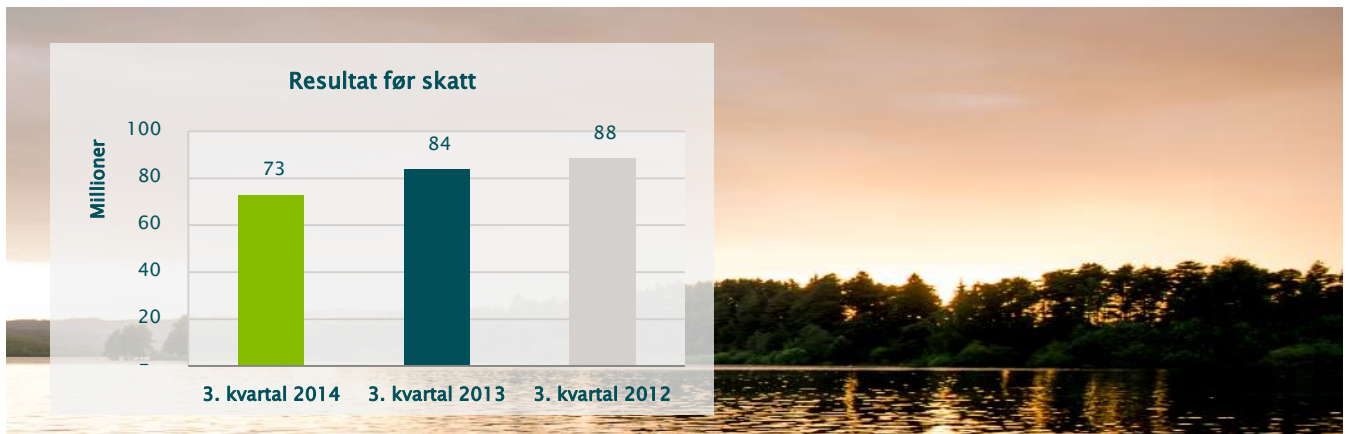 Resultat før skatt
Millioner
100
80
60
40
20
–
73
84
88
3. kvartal 2014
3. kvartal 2013
3. kvartal 2012